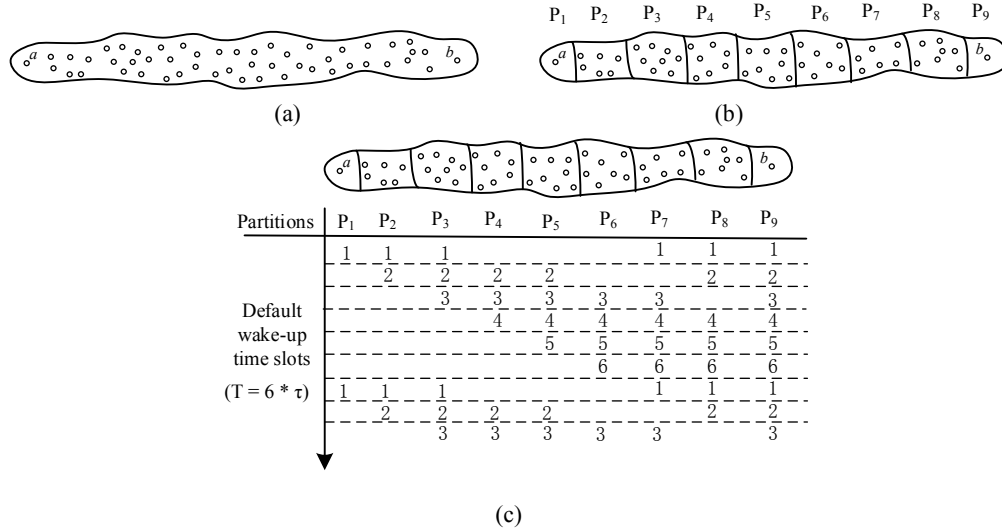 P1 P2 P3 P4 P5 P6 P7 P8 P9
a b
a b
(a) (b)
a b
Partitions P1 P2 P3 P4 P5 P6 P7 P8 P9
1 1 1 1 1 1
2 2 2 2 2 2
3 3 3 3 3 3
4 4 4 4 4 4
5 5 5 5 5
6 6 6 6
1 1 1 1 1 1
2 2 2 2 2 2
3 3 3 3 3 3
Default
wake-up
time slots
(T = 6 * τ)
(c)